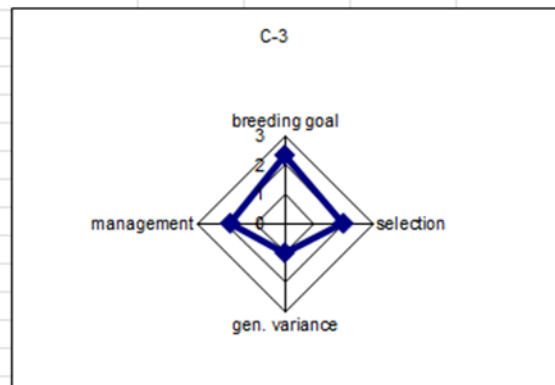 C-3
breeding goal
3
2
1
management
0
selection
gen. variance